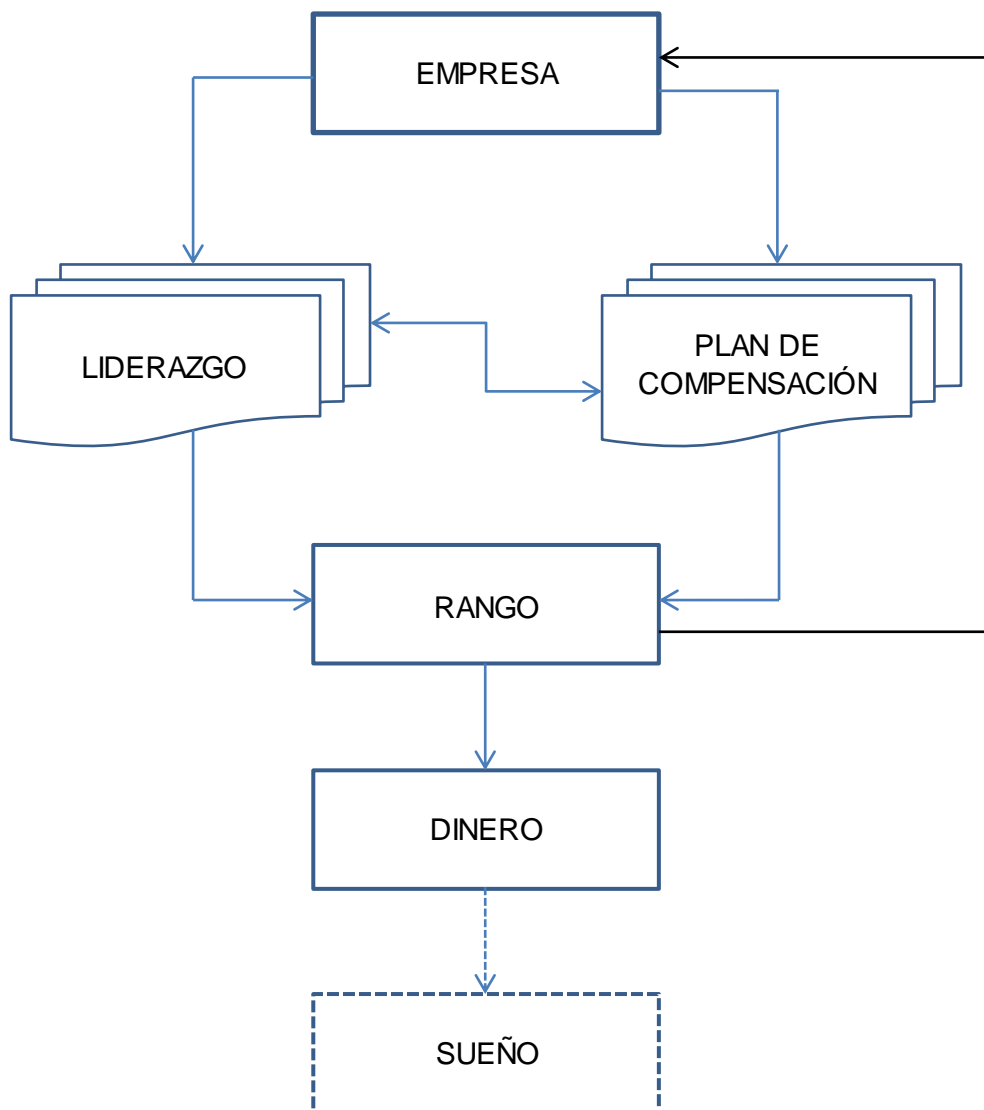 EMPRESA
LIDERAZGO
PLAN DE
COMPENSACIÓN
RANGO
DINERO
SUEÑO